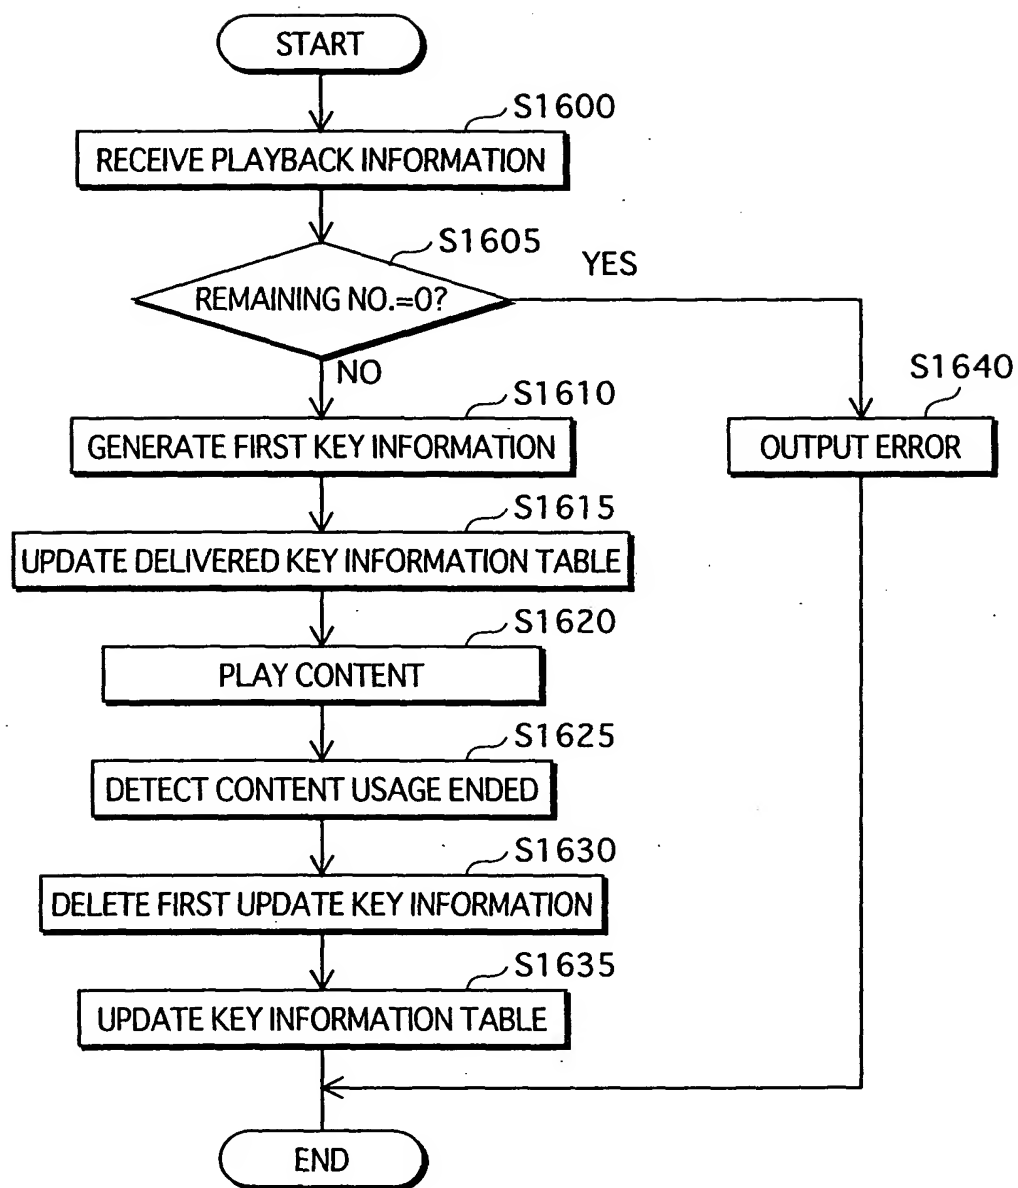 START
S1600
RECEIVE PLAYBACK INFORMATION
S1605
YES
REMAINING NO.=0?
NO
S1640
S1610
GENERATE FIRST KEY INFORMATION
OUTPUT ERROR
S1615
UPDATE DELIVERED KEY INFORMATION TABLE
S1620
PLAY CONTENT
S1625
DETECT CONTENT USAGE ENDED
S1630
DELETE FIRST UPDATE KEY INFORMATION
S1635
UPDATE KEY INFORMATION TABLE
END